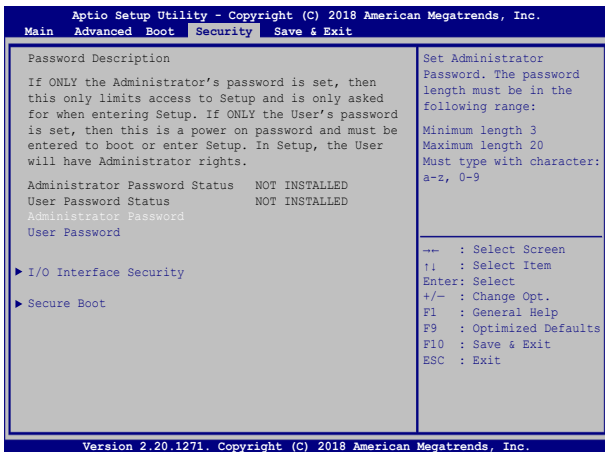 Aptio Setup Utility - Copyright (C) 2018 American Megatrends, Inc.
Main Advanced Boot Security Save & Exit
Password Description
If ONLY the Administrator's password is set, then
this only limits access to Setup and is only asked
for when entering Setup. If ONLY the User's password
is set, then this is a power on password and must be
entered to boot or enter Setup. In Setup, the User
will have Administrator rights.
Administrator Password Status NOT INSTALLED
User Password Status NOT INSTALLED
Administrator Password
User Password
▶ I/O Interface Security
▶ Secure Boot
Set Administrator
Password. The password
length must be in the
following range:
Minimum length 3
Maximum length 20
Must type with character:
a-z, 0-9
→← : Select Screen
↑↓ : Select Item
Enter: Select
+/— : Change Opt.
F1 : General Help
F9 : Optimized Defaults
F10 : Save & Exit
ESC : Exit
Version 2.20.1271. Copyright (C) 2018 American Megatrends, Inc.